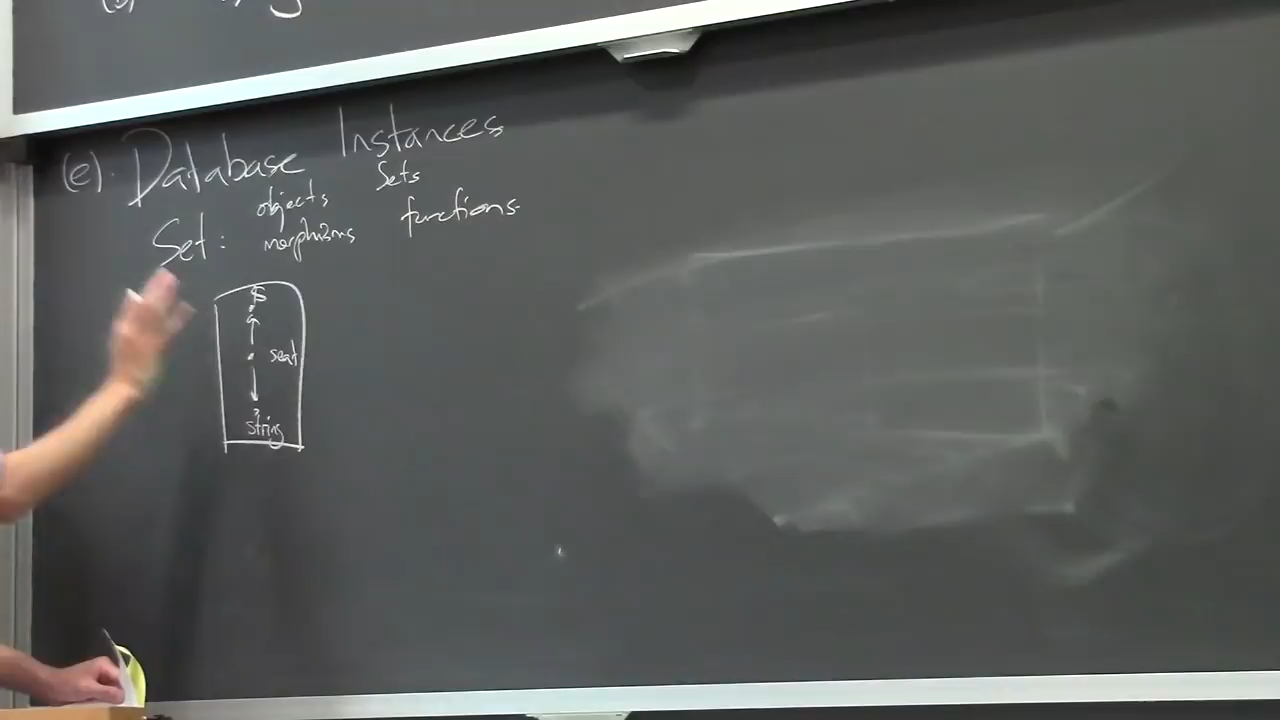 (e). Database Instances
Set: objects Sets
morphisms functions
$
seat
string